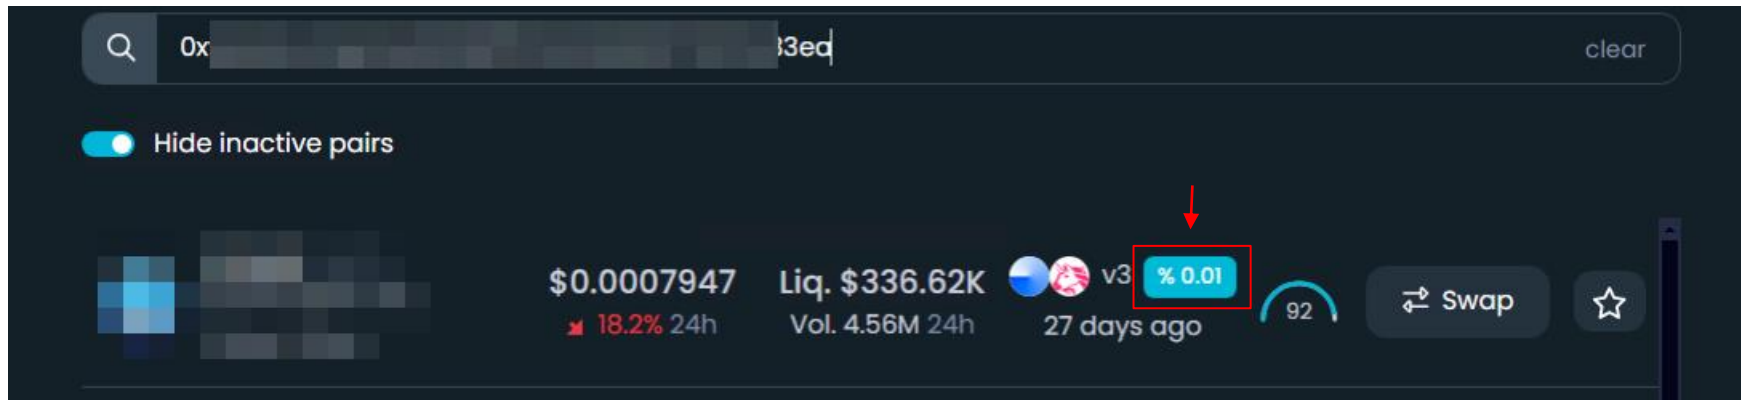 0x 33ea clear
Hide inactive pairs
$0.0007947 Liq. $336.62K v3 % 0.01 92 Swap
18.2% 24h Vol. 4.56M 24h 27 days ago